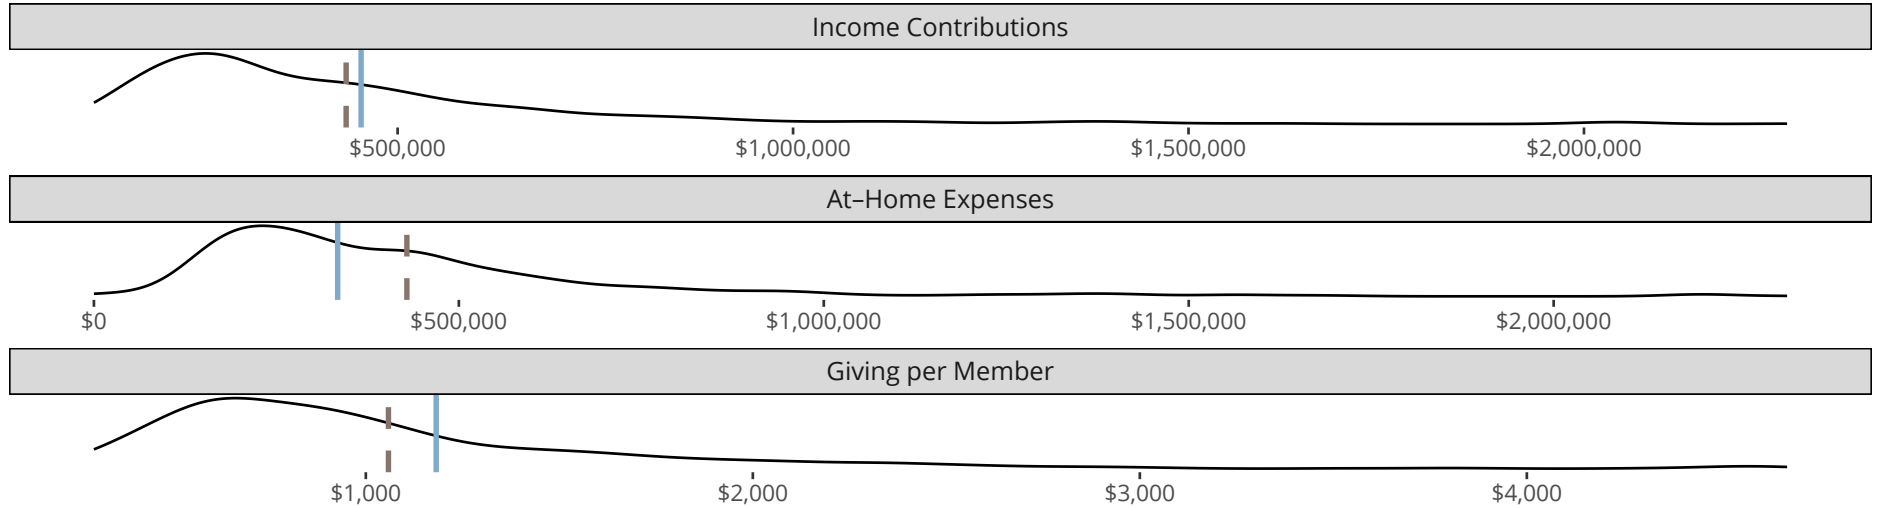 Income Contributions
$500,000 $1,000,000 $1,500,000 $2,000,000
At–Home Expenses
$0 $500,000 $1,000,000 $1,500,000 $2,000,000
Giving per Member
$1,000 $2,000 $3,000 $4,000